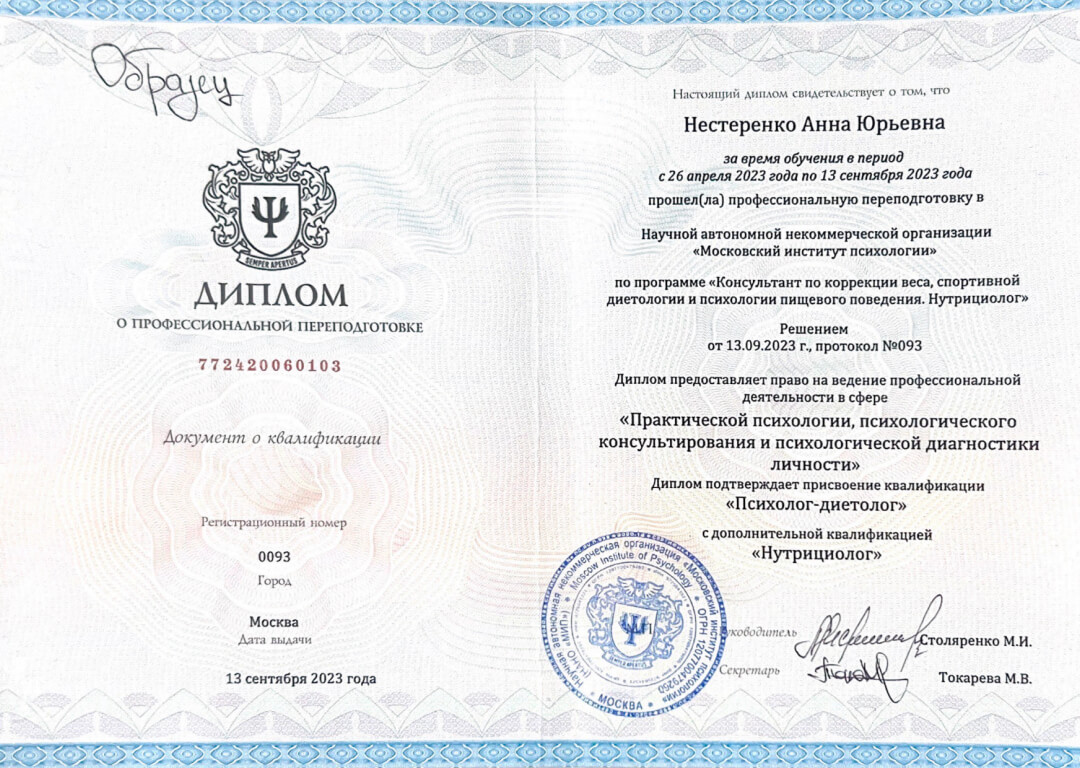 Образец
SEMPER APERTUS
ДИПЛОМ
О ПРОФЕССИОНАЛЬНОЙ ПЕРЕПОДГОТОВКЕ
772420060103
Документ о квалификации
Регистрационный номер
0093
Город
Москва
Дата выдачи
13 сентября 2023 года
Настоящий диплом свидетельствует о том, что
Нестеренко Анна Юрьевна
за время обучения в период
с 26 апреля 2023 года по 13 сентября 2023 года
прошел(ла) профессиональную переподготовку в
Научной автономной некоммерческой организации
«Московский институт психологии»
по программе «Консультант по коррекции веса, спортивной
диетологии и психологии пищевого поведения. Нутрициолог»
Решением
от 13.09.2023 г., протокол №093
Диплом предоставляет право на ведение профессиональной
деятельности в сфере
«Практической психологии, психологического
консультирования и психологической диагностики
личности»
Диплом подтверждает присвоение квалификации
«Психолог-диетолог»
с дополнительной квалификацией
«Нутрициолог»
Научная автономная некоммерческая организация «Московский институт психологии»
(НАНО «МИП»)
Moscow Institute of Psychology
ОГРН 1207700479250
МОСКВА
Руководитель
Столяренко М.И.
Секретарь
Токарева М.В.